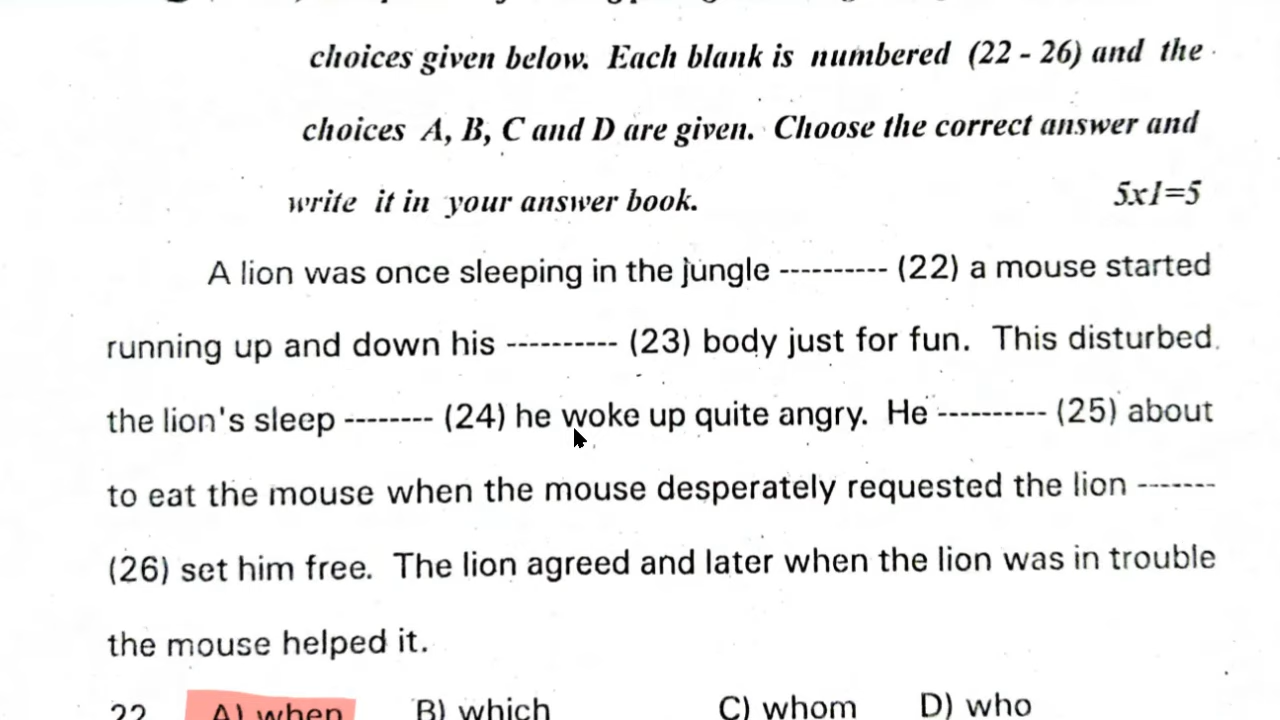 choices given below. Each blank is numbered (22 - 26) and the
choices A, B, C and D are given. Choose the correct answer and
write it in your answer book. 5x1=5
A lion was once sleeping in the jungle ---------- (22) a mouse started
running up and down his ---------- (23) body just for fun. This disturbed
the lion's sleep -------- (24) he woke up quite angry. He ---------- (25) about
to eat the mouse when the mouse desperately requested the lion -------
(26) set him free. The lion agreed and later when the lion was in trouble
the mouse helped it.
22 A) when B) which C) whom D) who